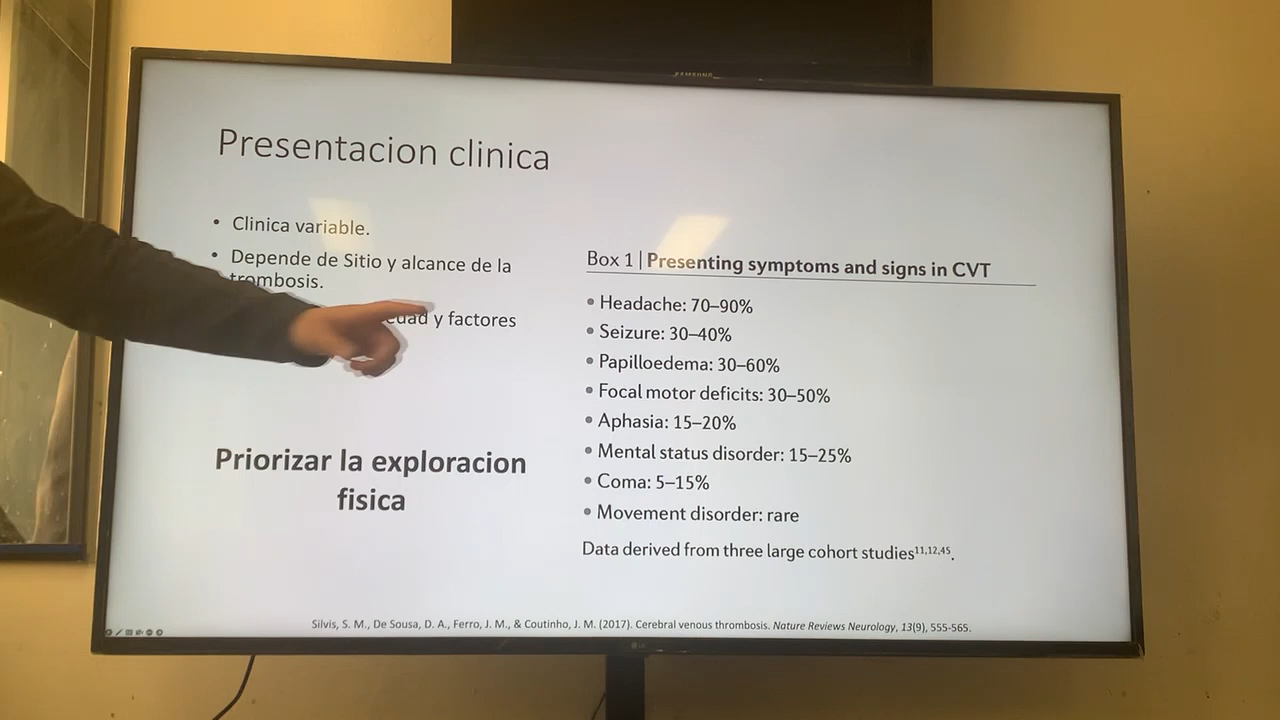 SAMSUNG
Presentacion clinica
• Clinica variable.
• Depende de Sitio y alcance de la
trombosis.
edad y factores
Priorizar la exploracion
fisica
Box 1 | Presenting symptoms and signs in CVT
• Headache: 70–90%
• Seizure: 30–40%
• Papilloedema: 30–60%
• Focal motor deficits: 30–50%
• Aphasia: 15–20%
• Mental status disorder: 15–25%
• Coma: 5–15%
• Movement disorder: rare
Data derived from three large cohort studies11,12,45.
Silvis, S. M., De Sousa, D. A., Ferro, J. M., & Coutinho, J. M. (2017). Cerebral venous thrombosis. Nature Reviews Neurology, 13(9), 555-565.
LG